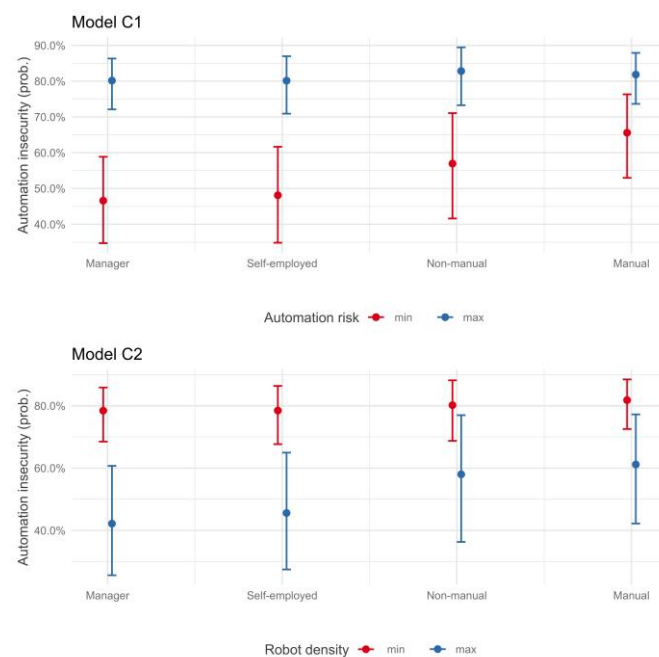 Model C1
Automation insecurity (prob.)
90.0%
80.0%
70.0%
60.0%
50.0%
40.0%
Manager Self-employed Non-manual Manual
Automation risk min max
Model C2
Automation insecurity (prob.)
80.0%
60.0%
40.0%
Manager Self-employed Non-manual Manual
Robot density min max